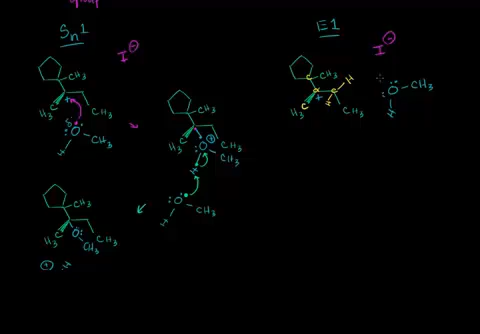 Sn1
E1
I⊖
I⊖
CH3
CH3
H3C
+
CH3
H3C
+
C
α
C
C
H
H
CH3
:Ö
CH3
H
δ-
:O:
H
CH3
CH3
H3C
CH3
:O
⊕
CH3
H
:O:
H
CH3
CH3
H3C
CH3
:O:
CH3
⊕ H